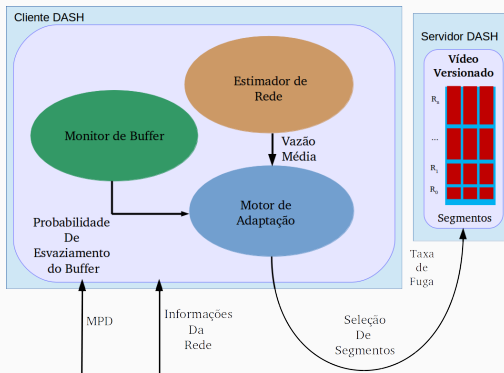 Cliente DASH
Estimador de
Rede
Monitor de Buffer
Vazão
Média
Motor de
Adaptação
Probabilidade
De
Esvaziamento
do Buffer
MPD
Informações
Da
Rede
Seleção
De
Segmentos
Taxa
de
Fuga
Servidor DASH
Vídeo
Versionado
Rn
...
R1
R0
Segmentos